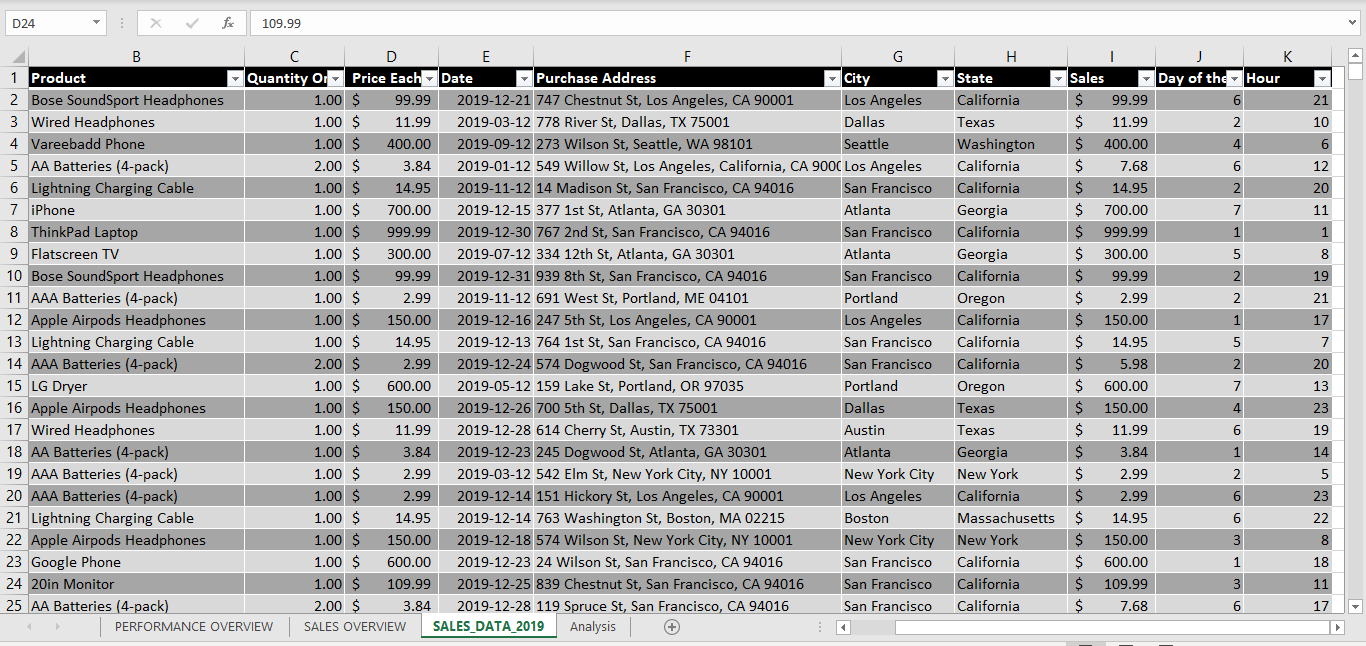 D24 fx 109.99
B C D E F G H I J K
1 Product Quantity Or Price Each Date Purchase Address City State Sales Day of the Hour
2 Bose SoundSport Headphones 1.00 $ 99.99 2019-12-21 747 Chestnut St, Los Angeles, CA 90001 Los Angeles California $ 99.99 6 21
3 Wired Headphones 1.00 $ 11.99 2019-03-12 778 River St, Dallas, TX 75001 Dallas Texas $ 11.99 2 10
4 Vareebadd Phone 1.00 $ 400.00 2019-09-12 273 Wilson St, Seattle, WA 98101 Seattle Washington $ 400.00 4 6
5 AA Batteries (4-pack) 2.00 $ 3.84 2019-01-12 549 Willow St, Los Angeles, California, CA 9000 Los Angeles California $ 7.68 6 12
6 Lightning Charging Cable 1.00 $ 14.95 2019-11-12 14 Madison St, San Francisco, CA 94016 San Francisco California $ 14.95 2 20
7 iPhone 1.00 $ 700.00 2019-12-15 377 1st St, Atlanta, GA 30301 Atlanta Georgia $ 700.00 7 11
8 ThinkPad Laptop 1.00 $ 999.99 2019-12-30 767 2nd St, San Francisco, CA 94016 San Francisco California $ 999.99 1 1
9 Flatscreen TV 1.00 $ 300.00 2019-07-12 334 12th St, Atlanta, GA 30301 Atlanta Georgia $ 300.00 5 8
10 Bose SoundSport Headphones 1.00 $ 99.99 2019-12-31 939 8th St, San Francisco, CA 94016 San Francisco California $ 99.99 2 19
11 AAA Batteries (4-pack) 1.00 $ 2.99 2019-11-12 691 West St, Portland, ME 04101 Portland Oregon $ 2.99 2 21
12 Apple Airpods Headphones 1.00 $ 150.00 2019-12-16 247 5th St, Los Angeles, CA 90001 Los Angeles California $ 150.00 1 17
13 Lightning Charging Cable 1.00 $ 14.95 2019-12-13 764 1st St, San Francisco, CA 94016 San Francisco California $ 14.95 5 7
14 AAA Batteries (4-pack) 2.00 $ 2.99 2019-12-24 574 Dogwood St, San Francisco, CA 94016 San Francisco California $ 5.98 2 20
15 LG Dryer 1.00 $ 600.00 2019-05-12 159 Lake St, Portland, OR 97035 Portland Oregon $ 600.00 7 13
16 Apple Airpods Headphones 1.00 $ 150.00 2019-12-26 700 5th St, Dallas, TX 75001 Dallas Texas $ 150.00 4 23
17 Wired Headphones 1.00 $ 11.99 2019-12-28 614 Cherry St, Austin, TX 73301 Austin Texas $ 11.99 6 19
18 AA Batteries (4-pack) 1.00 $ 3.84 2019-12-23 245 Dogwood St, Atlanta, GA 30301 Atlanta Georgia $ 3.84 1 14
19 AAA Batteries (4-pack) 1.00 $ 2.99 2019-03-12 542 Elm St, New York City, NY 10001 New York City New York $ 2.99 2 5
20 AAA Batteries (4-pack) 1.00 $ 2.99 2019-12-14 151 Hickory St, Los Angeles, CA 90001 Los Angeles California $ 2.99 6 23
21 Lightning Charging Cable 1.00 $ 14.95 2019-12-14 763 Washington St, Boston, MA 02215 Boston Massachusetts $ 14.95 6 22
22 Apple Airpods Headphones 1.00 $ 150.00 2019-12-18 574 Wilson St, New York City, NY 10001 New York City New York $ 150.00 3 8
23 Google Phone 1.00 $ 600.00 2019-12-23 24 Wilson St, San Francisco, CA 94016 San Francisco California $ 600.00 1 18
24 20in Monitor 1.00 $ 109.99 2019-12-25 839 Chestnut St, San Francisco, CA 94016 San Francisco California $ 109.99 3 11
25 AA Batteries (4-pack) 2.00 $ 3.84 2019-12-28 119 Spruce St, San Francisco, CA 94016 San Francisco California $ 7.68 6 17
PERFORMANCE OVERVIEW SALES OVERVIEW SALES_DATA_2019 Analysis